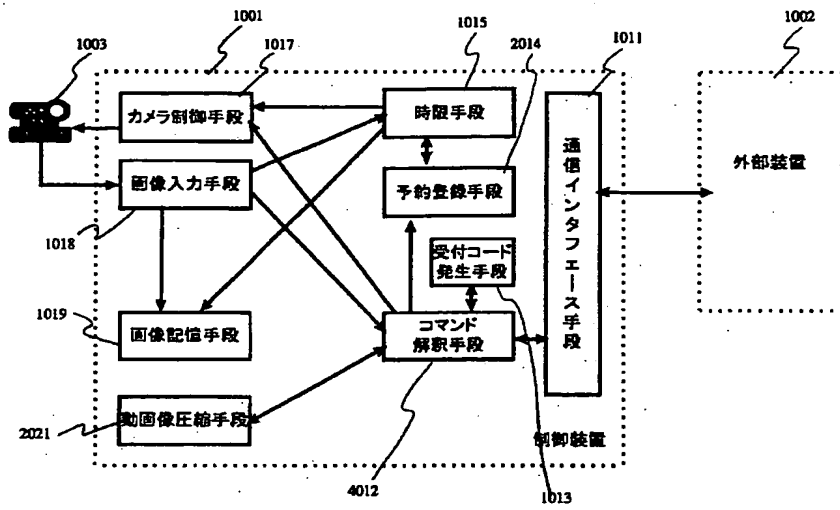 1003
1001
1017
1015
2014
1011
1002
カメラ制御手段
時限手段
画像入力手段
予約登録手段
通信インタフェース手段
外部装置
1018
受付コード
発生手段
1019
画像記憶手段
コマンド
解釈手段
動画像圧縮手段
2021
制御装置
4012
1013